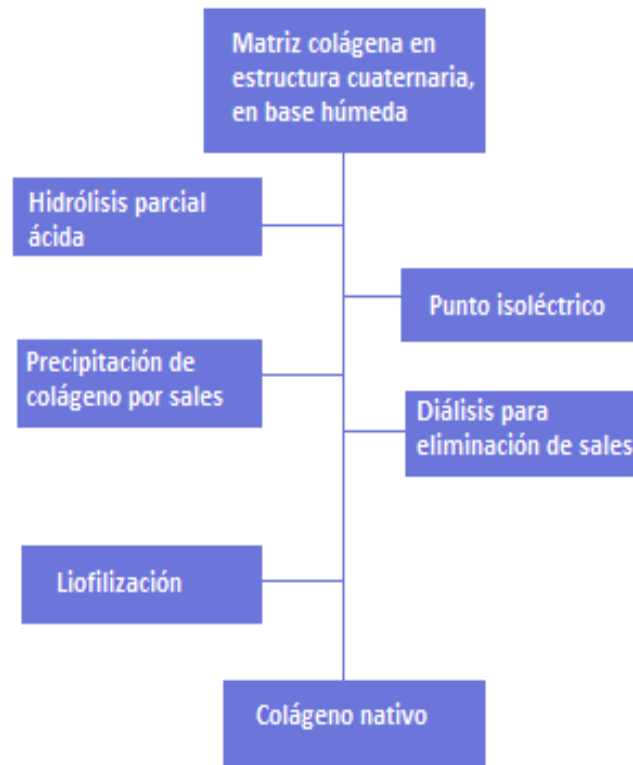 Matriz colágena en
estructura cuaternaria,
en base húmeda
Hidrólisis parcial
ácida
Punto isoléctrico
Precipitación de
colágeno por sales
Diálisis para
eliminación de sales
Liofilización
Colágeno nativo